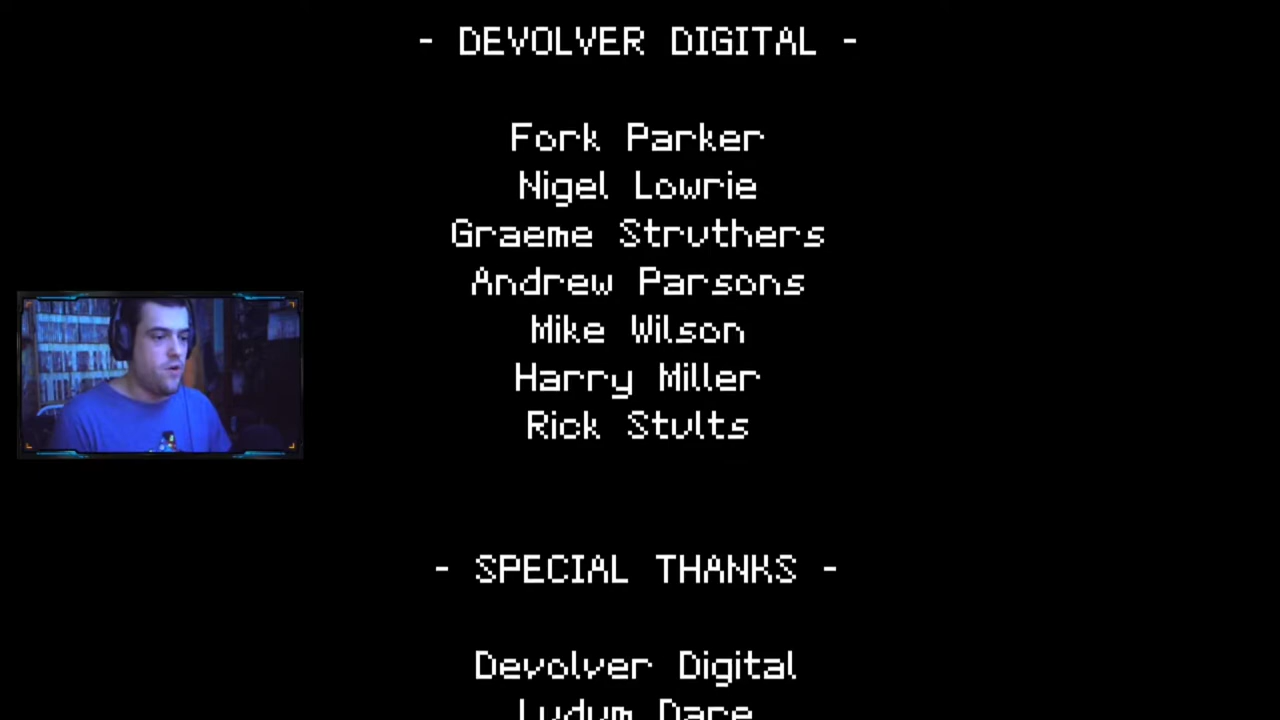 - DEVOLVER DIGITAL -
Fork Parker
Nigel Lowrie
Graeme Struthers
Andrew Parsons
Mike Wilson
Harry Miller
Rick Stults
- SPECIAL THANKS -
Devolver Digital
Ludum Dare